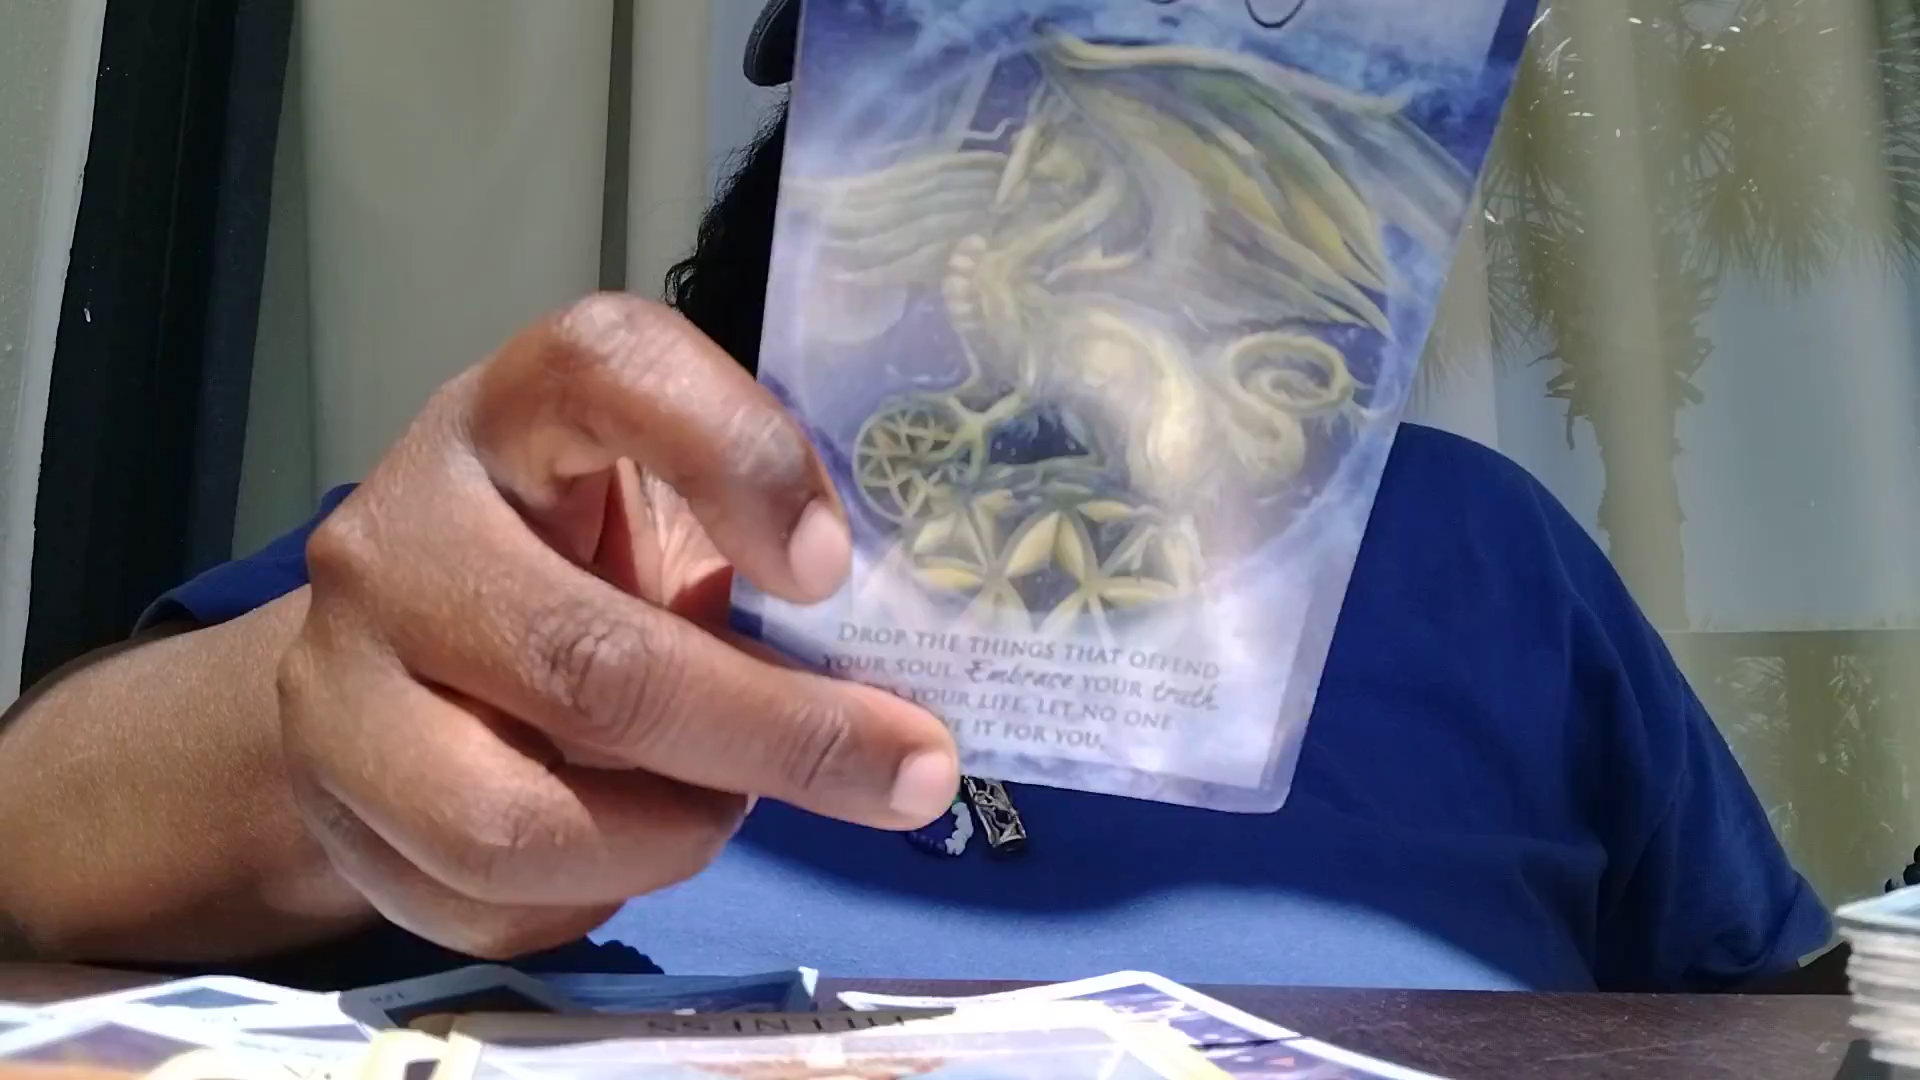 DROP THE THINGS THAT OFFEND
YOUR SOUL. Embrace YOUR truth.
YOUR LIFE, LET NO ONE
IT FOR YOU.